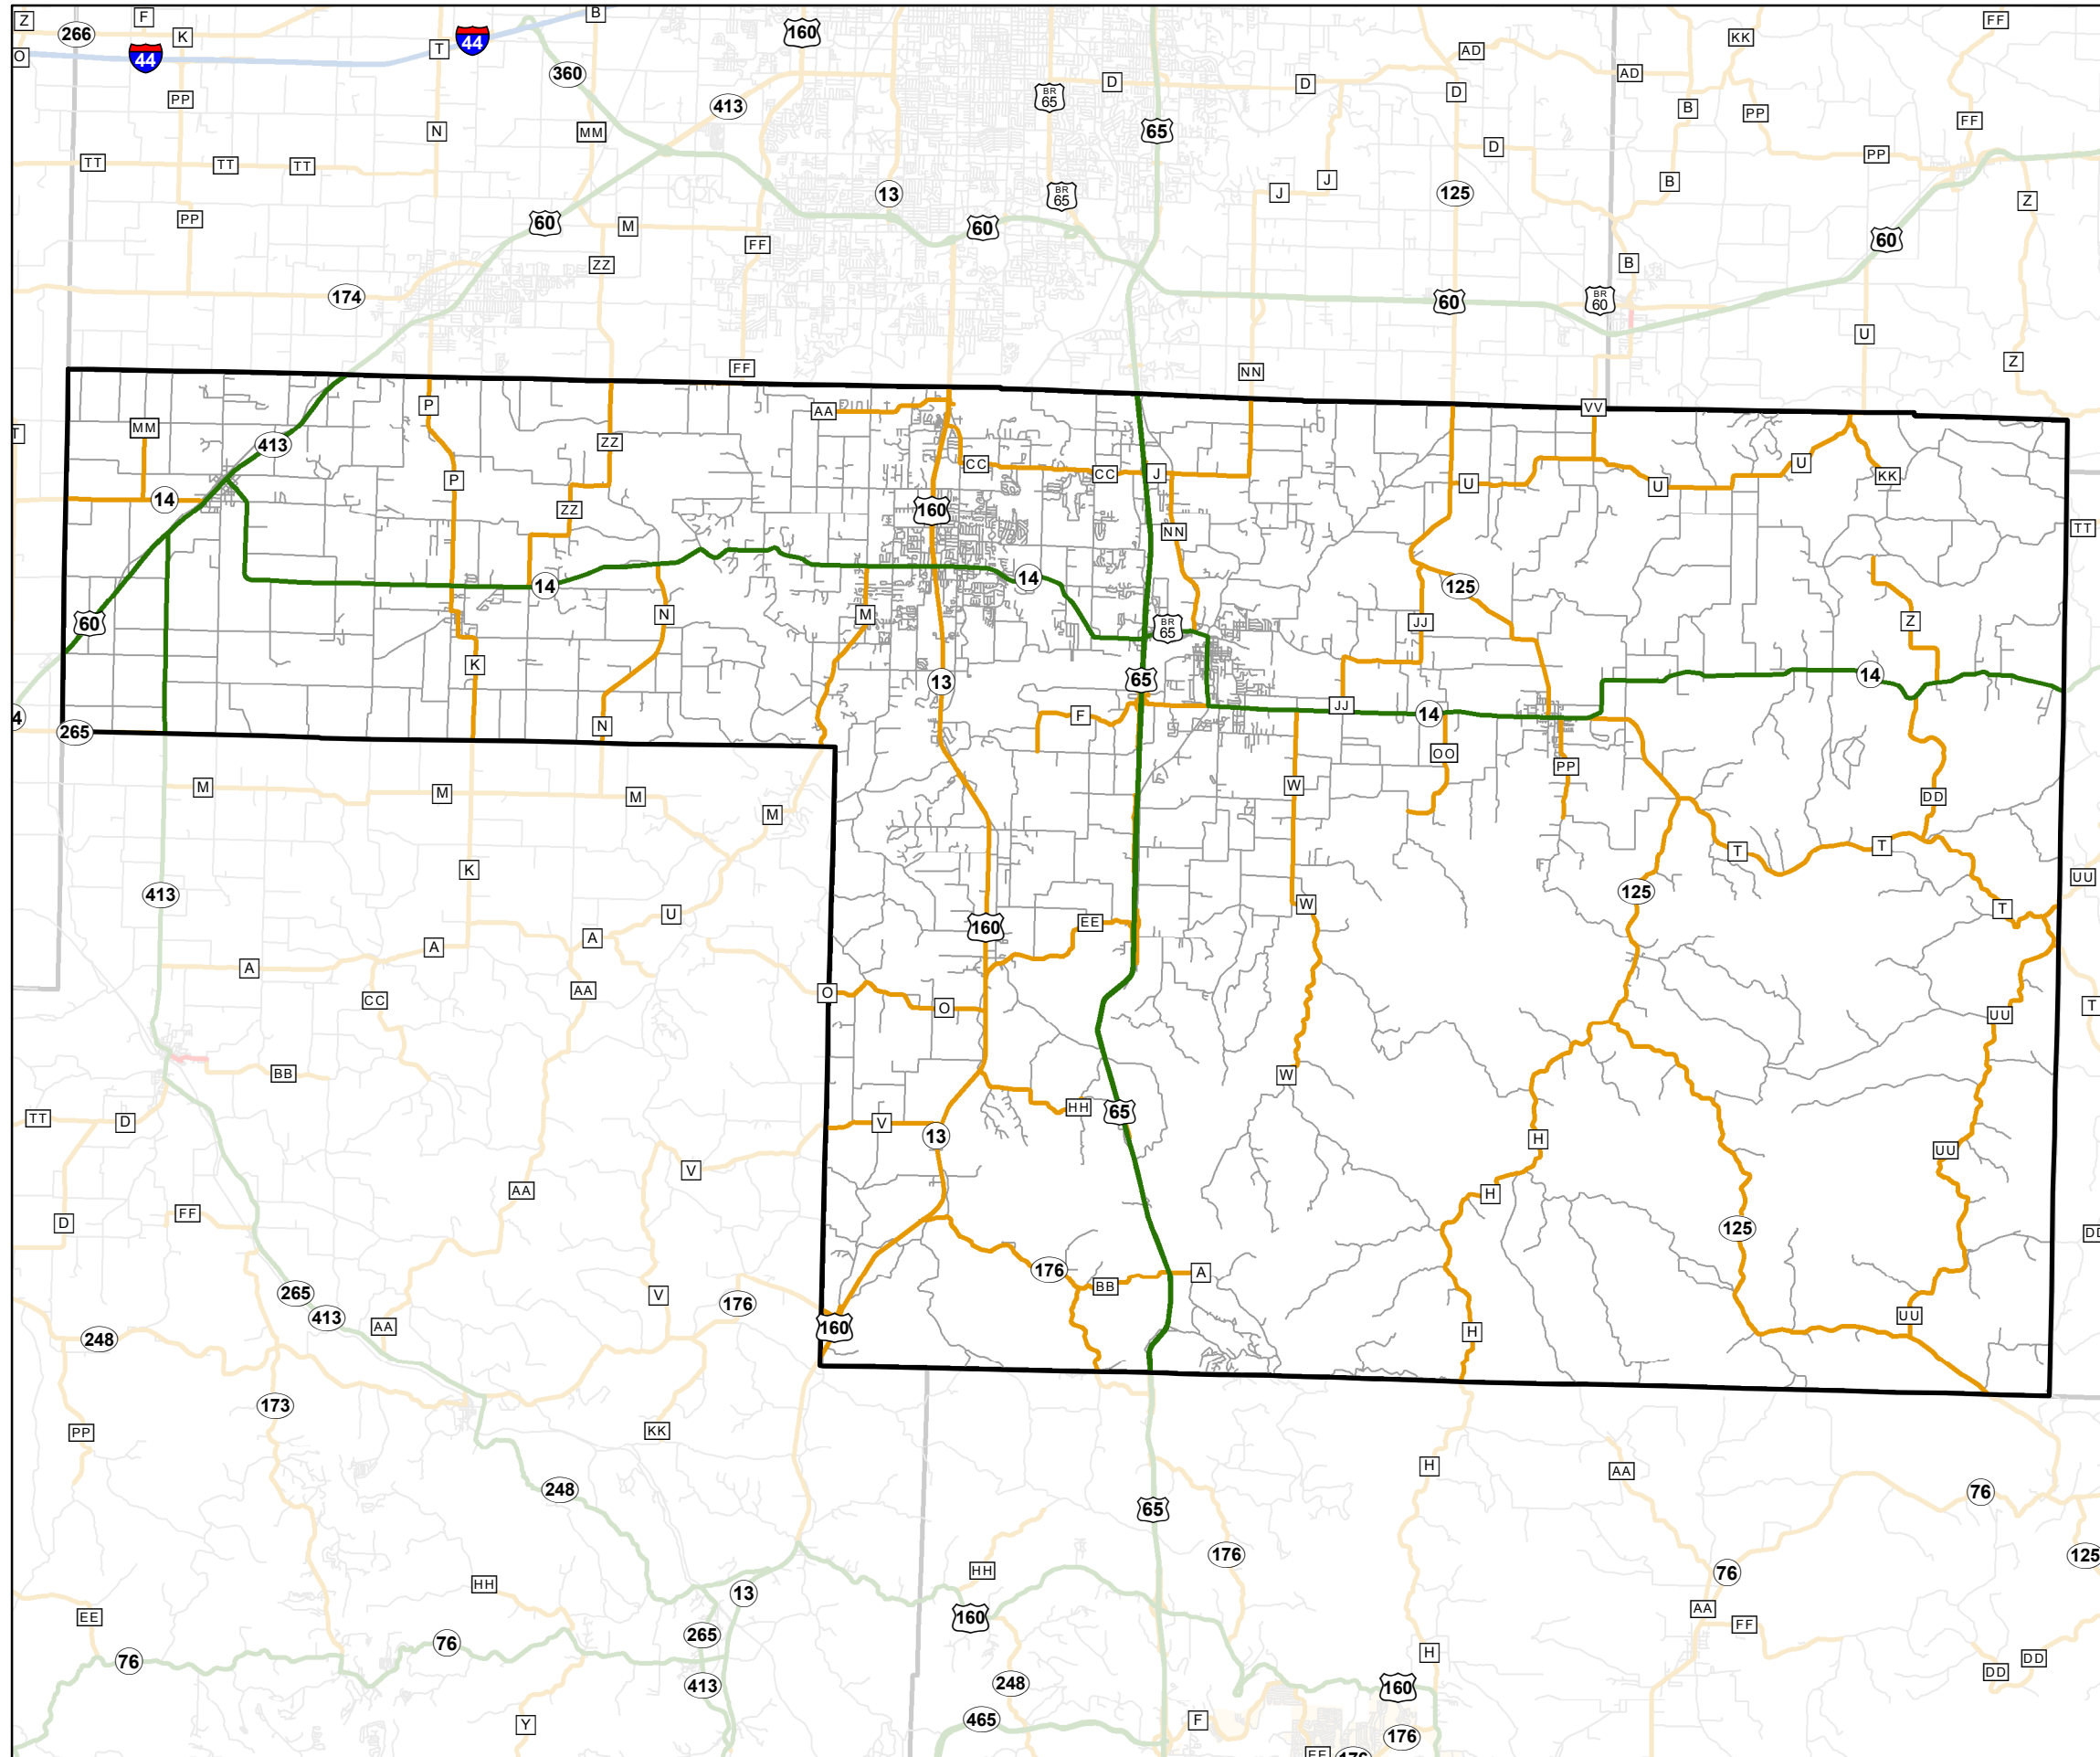 Z
F
K
266
44
O
T
44
B
160
360
413
PP
N
MM
BR
65
D
65
D
AD
D
AD
KK
FF
B
PP
FF
TT
TT
TT
PP
60
M
FF
ZZ
13
60
BR
65
J
J
125
D
B
PP
Z
174
60
BR
60
B
60
U
Z
FF
NN
T
MM
413
P
P
14
ZZ
ZZ
AA
CC
CC
J
160
NN
VV
U
U
U
KK
TT
60
14
N
M
14
BR
65
125
JJ
Z
K
13
65
14
4
265
N
F
JJ
14
OO
PP
W
DD
M
M
M
M
K
T
T
125
UU
T
413
U
A
A
A
160
EE
W
CC
AA
O
O
UU
T
BB
W
TT
D
V
HH
65
13
H
UU
V
AA
H
D
FF
125
DD
176
BB
A
265
413
V
176
248
AA
160
H
UU
173
PP
KK
H
AA
248
65
76
176
HH
HH
13
76
125
EE
160
AA
FF
76
76
265
H
413
248
160
DD
DD
Y
465
F
176
EE
176